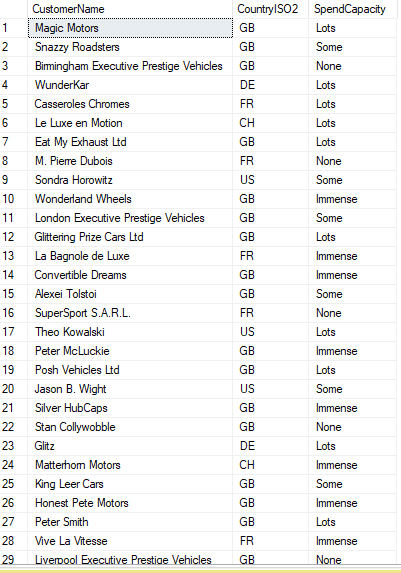 CustomerName CountryISO2 SpendCapacity
1 Magic Motors GB Lots
2 Snazzy Roadsters GB Some
3 Birmingham Executive Prestige Vehicles GB None
4 WunderKar DE Lots
5 Casseroles Chromes FR Lots
6 Le Luxe en Motion CH Lots
7 Eat My Exhaust Ltd GB Lots
8 M. Pierre Dubois FR None
9 Sondra Horowitz US Some
10 Wonderland Wheels GB Immense
11 London Executive Prestige Vehicles GB Some
12 Glittering Prize Cars Ltd GB Lots
13 La Bagnole de Luxe FR Immense
14 Convertible Dreams GB Immense
15 Alexei Tolstoi GB Some
16 SuperSport S.A.R.L. FR None
17 Theo Kowalski US Lots
18 Peter McLuckie GB Immense
19 Posh Vehicles Ltd GB Lots
20 Jason B. Wight US Some
21 Silver HubCaps GB Immense
22 Stan Collywobble GB None
23 Glitz DE Lots
24 Matterhorn Motors CH Immense
25 King Leer Cars GB Some
26 Honest Pete Motors GB Immense
27 Peter Smith GB Lots
28 Vive La Vitesse FR Immense
29 Liverpool Executive Prestige Vehicles GB None